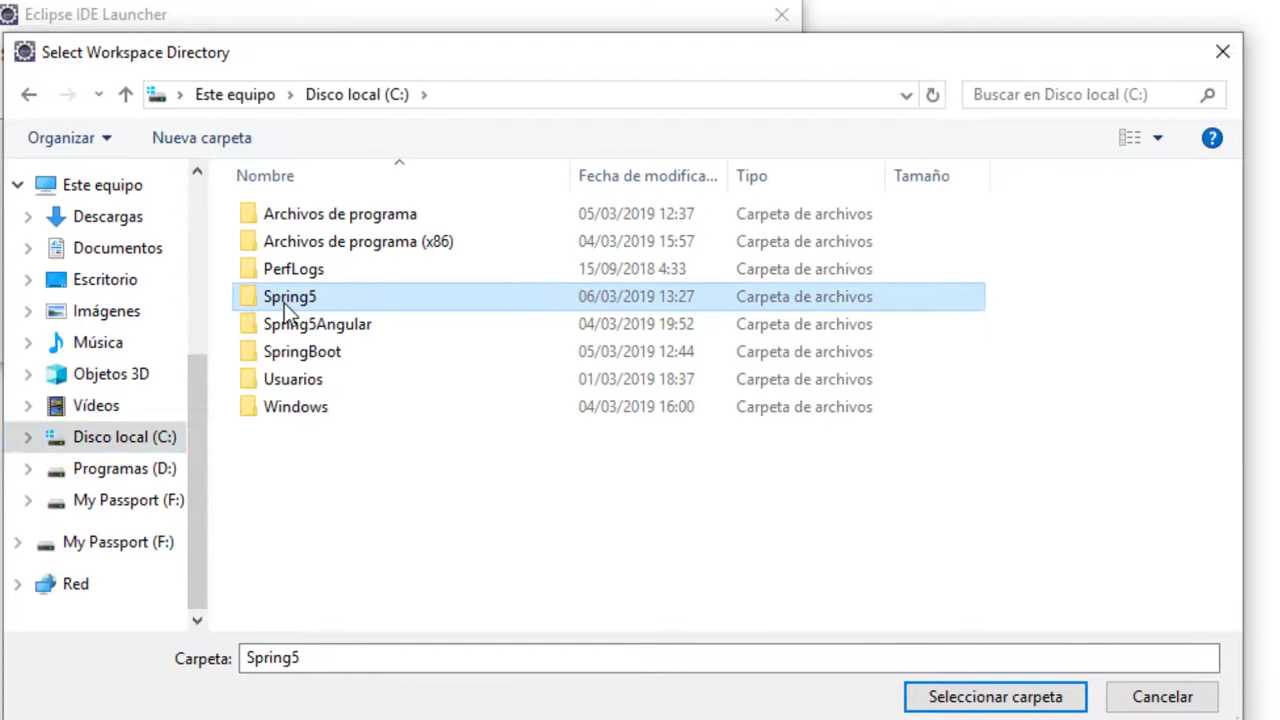 Eclipse IDE Launcher
Select Workspace Directory
Este equipo Disco local (C:) Buscar en Disco local (C:)
Organizar Nueva carpeta
Nombre Fecha de modifica... Tipo Tamaño
Este equipo
Descargas
Documentos
Escritorio
Imágenes
Música
Objetos 3D
Vídeos
Disco local (C:)
Programas (D:)
My Passport (F:)
My Passport (F:)
Red
Archivos de programa 05/03/2019 12:37 Carpeta de archivos
Archivos de programa (x86) 04/03/2019 15:57 Carpeta de archivos
PerfLogs 15/09/2018 4:33 Carpeta de archivos
Spring5 06/03/2019 13:27 Carpeta de archivos
Spring5Angular 04/03/2019 19:52 Carpeta de archivos
SpringBoot 05/03/2019 12:44 Carpeta de archivos
Usuarios 01/03/2019 18:37 Carpeta de archivos
Windows 04/03/2019 16:00 Carpeta de archivos
Carpeta: Spring5
Seleccionar carpeta Cancelar